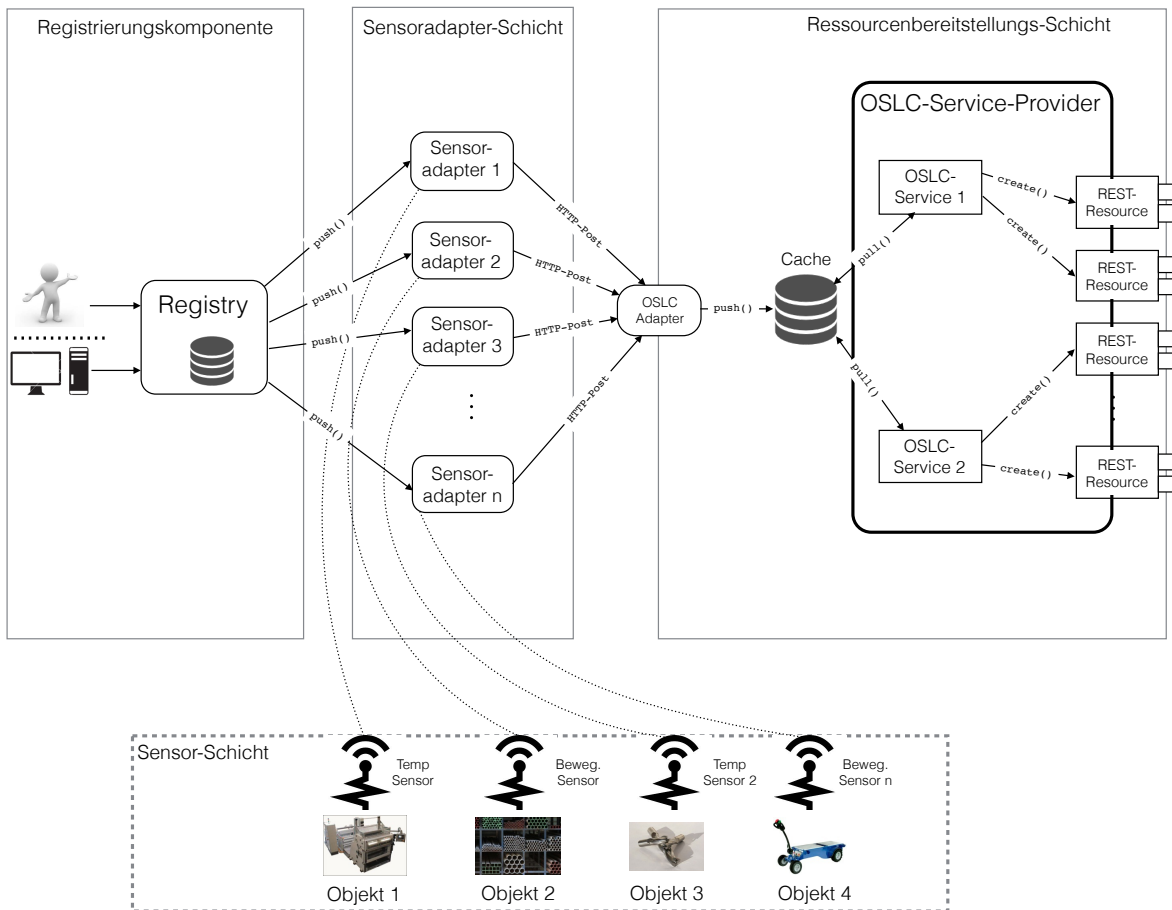 Registrierungskomponente
Sensoradapter-Schicht
Ressourcenbereitstellungs-Schicht
OSLC-Service-Provider
Registry
push()
push()
push()
push()
Sensor-
adapter 1
Sensor-
adapter 2
Sensor-
adapter 3
Sensor-
adapter n
HTTP-Post
HTTP-Post
HTTP-Post
HTTP-Post
OSLC
Adapter
push()
Cache
pull()
pull()
OSLC-
Service 1
OSLC-
Service 2
create()
create()
create()
create()
REST-
Resource
REST-
Resource
REST-
Resource
REST-
Resource
Sensor-Schicht
Temp
Sensor
Beweg.
Sensor
Temp
Sensor 2
Beweg.
Sensor n
Objekt 1
Objekt 2
Objekt 3
Objekt 4